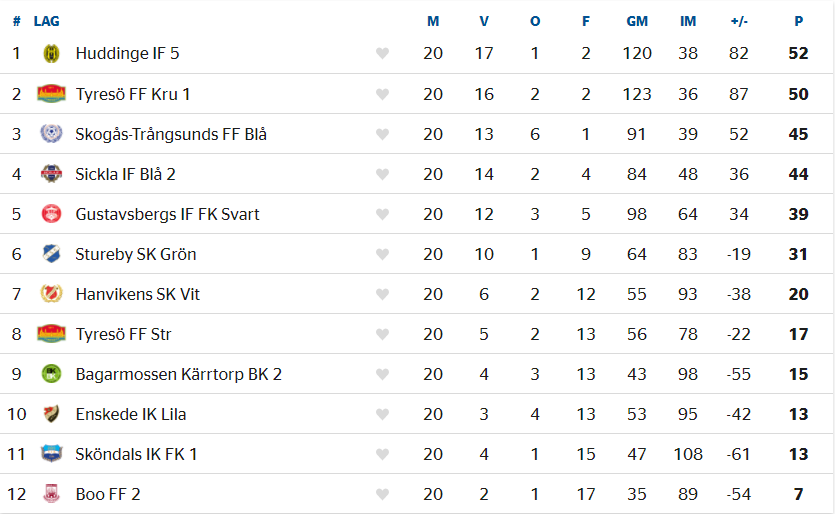 # LAG M V O F GM IM +/- P
1 Huddinge IF 5 20 17 1 2 120 38 82 52
2 Tyresö FF Kru 1 20 16 2 2 123 36 87 50
3 Skogås-Trångsunds FF Blå 20 13 6 1 91 39 52 45
4 Sickla IF Blå 2 20 14 2 4 84 48 36 44
5 Gustavsbergs IF FK Svart 20 12 3 5 98 64 34 39
6 Stureby SK Grön 20 10 1 9 64 83 -19 31
7 Hanvikens SK Vit 20 6 2 12 55 93 -38 20
8 Tyresö FF Str 20 5 2 13 56 78 -22 17
9 Bagarmossen Kärrtorp BK 2 20 4 3 13 43 98 -55 15
10 Enskede IK Lila 20 3 4 13 53 95 -42 13
11 Sköndals IK FK 1 20 4 1 15 47 108 -61 13
12 Boo FF 2 20 2 1 17 35 89 -54 7